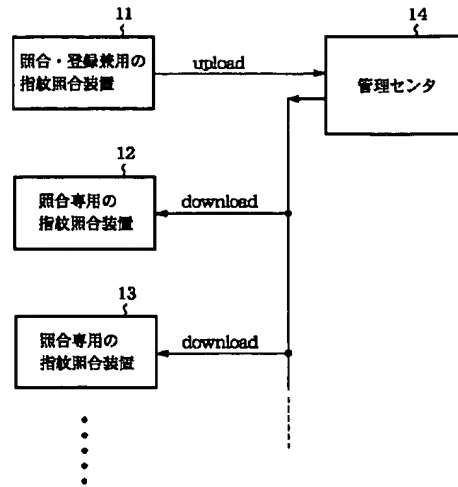 11
照合・登録兼用の
指紋照合装置
upload
14
管理センタ
12
照合専用の
指紋照合装置
download
13
照合専用の
指紋照合装置
download